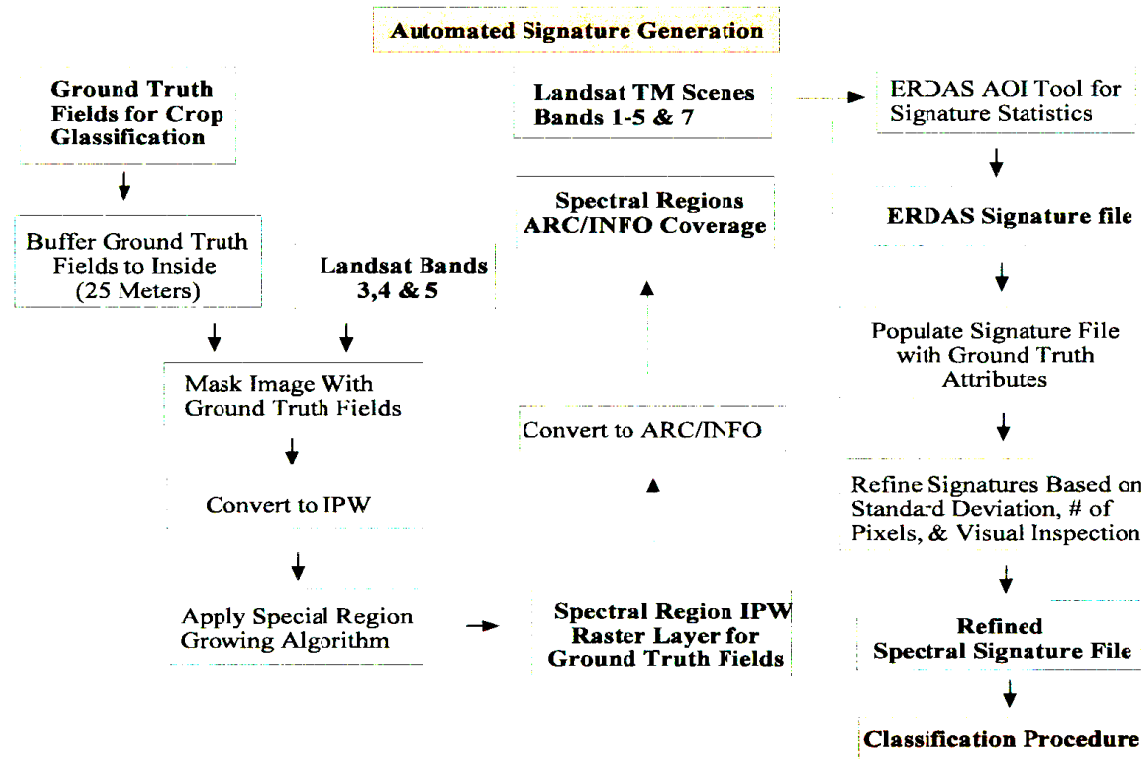 Automated Signature Generation
Ground Truth
Fields for Crop
Glassification
Buffer Ground Truth
Fields to Inside
(25 Meters)
Landsat Bands
3,4 & 5
Mask Image With
Ground Truth Fields
Convert to IPW
Apply Special Region
Growing Algorithm
Spectral Region IPW
Raster Layer for
Ground Truth Fields
Convert to ARC/INFO
Spectral Regions
ARC/INFO Coverage
Landsat TM Scenes
Bands 1-5 & 7
ERDAS AOI Tool for
Signature Statistics
ERDAS Signature file
Populate Signature File
with Ground Truth
Attributes
Refine Signatures Based on
Standard Deviation, # of
Pixels, & Visual Inspection
Refined
Spectral Signature File
Classification Procedure